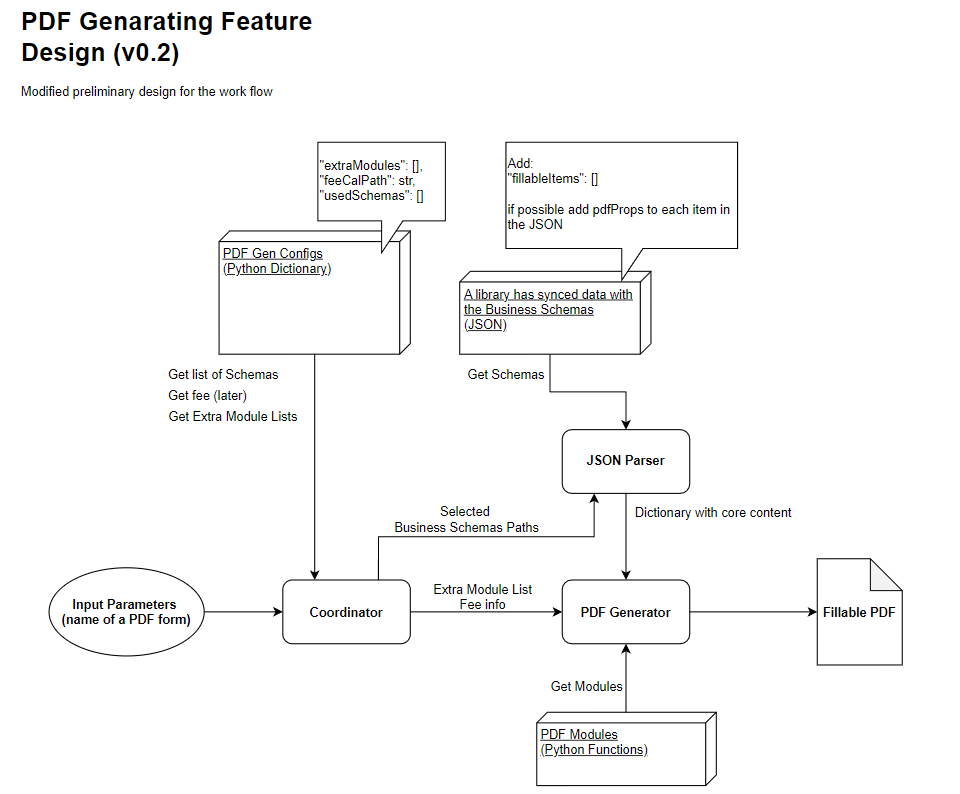 PDF Genarating Feature
Design (v0.2)
Modified preliminary design for the work flow
"extraModules": [],
"feeCalPath": str,
"usedSchemas": []
Add:
"fillableItems": []
if possible add pdfProps to each item in
the JSON
PDF Gen Configs
(Python Dictionary)
A library has synced data with
the Business Schemas
(JSON)
Get list of Schemas
Get fee (later)
Get Extra Module Lists
Get Schemas
JSON Parser
Selected
Business Schemas Paths
Dictionary with core content
Input Parameters
(name of a PDF form)
Coordinator
Extra Module List
Fee info
PDF Generator
Fillable PDF
Get Modules
PDF Modules
(Python Functions)